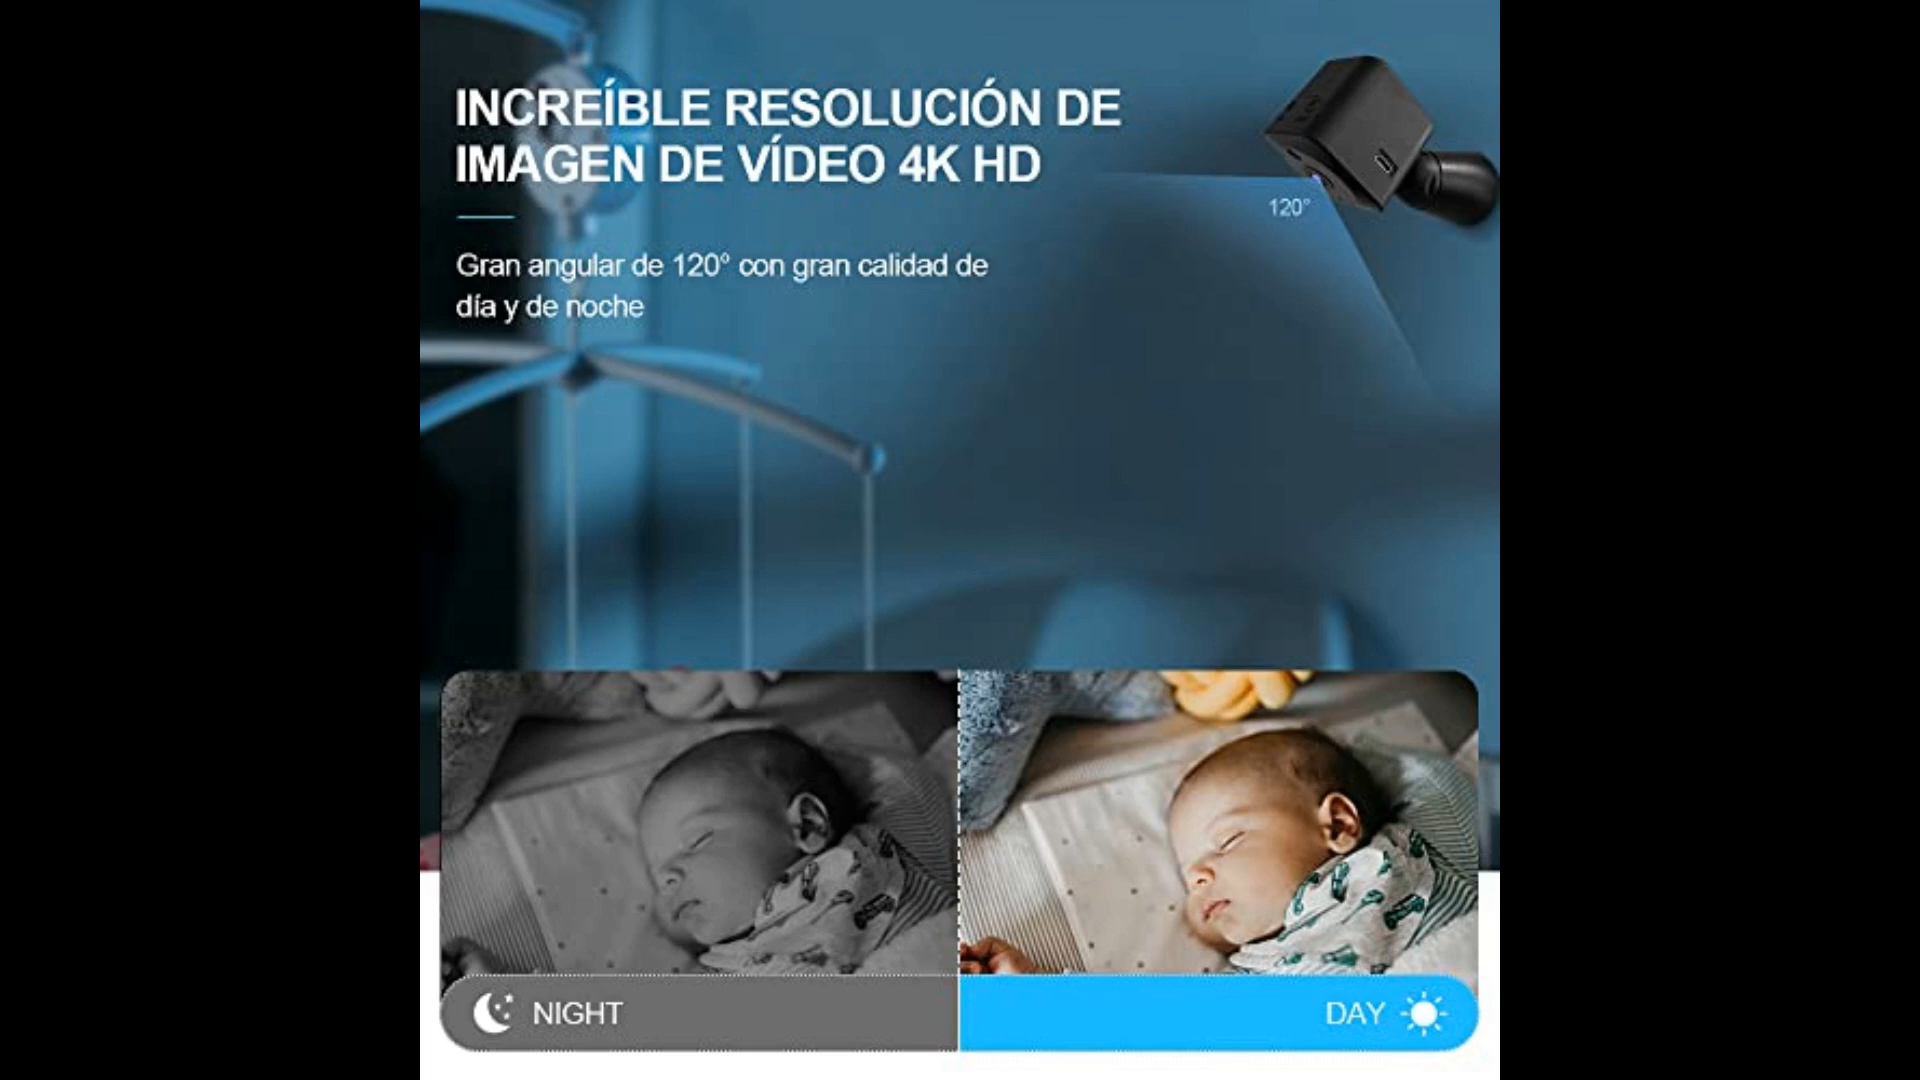 INCREÍBLE RESOLUCIÓN DE
IMAGEN DE VÍDEO 4K HD
120°
Gran angular de 120° con gran calidad de
día y de noche
NIGHT
DAY